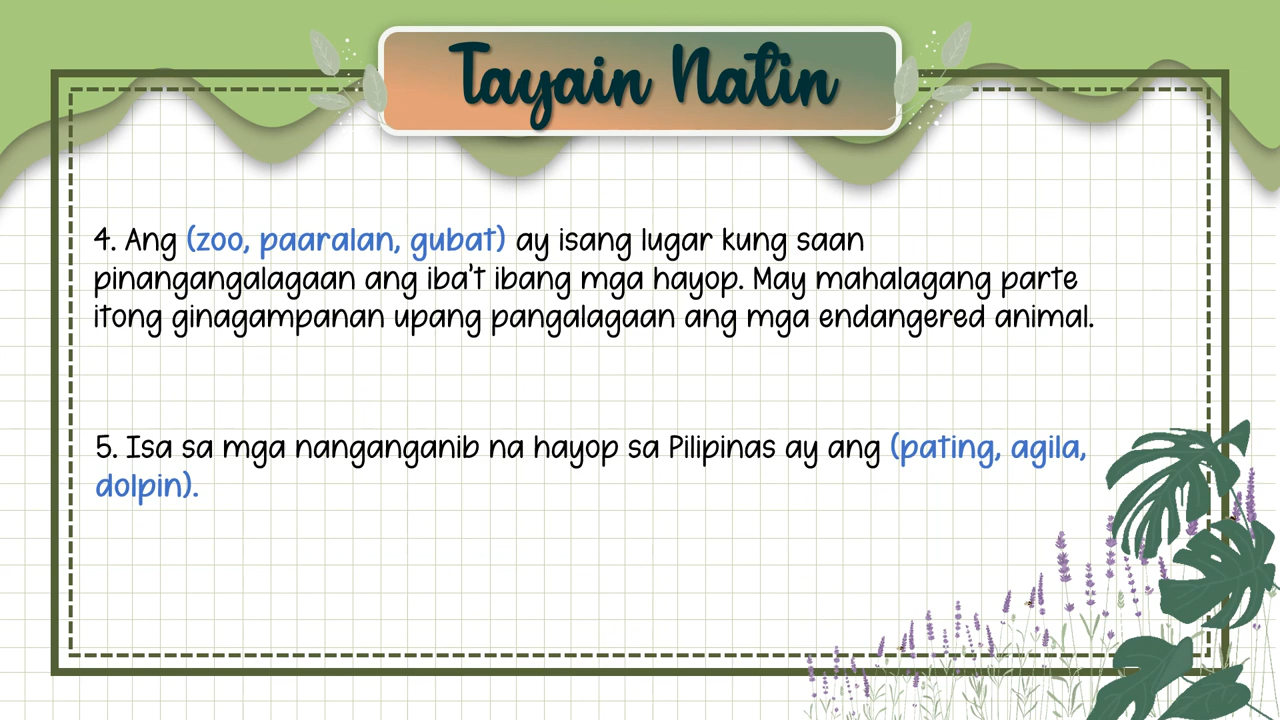 Tayain Natin
4. Ang (zoo, paaralan, gubat) ay isang lugar kung saan
pinangangalagaan ang iba't ibang mga hayop. May mahalagang parte
itong ginagampanan upang pangalagaan ang mga endangered animal.
5. Isa sa mga nanganganib na hayop sa Pilipinas ay ang (pating, agila,
dolpin).